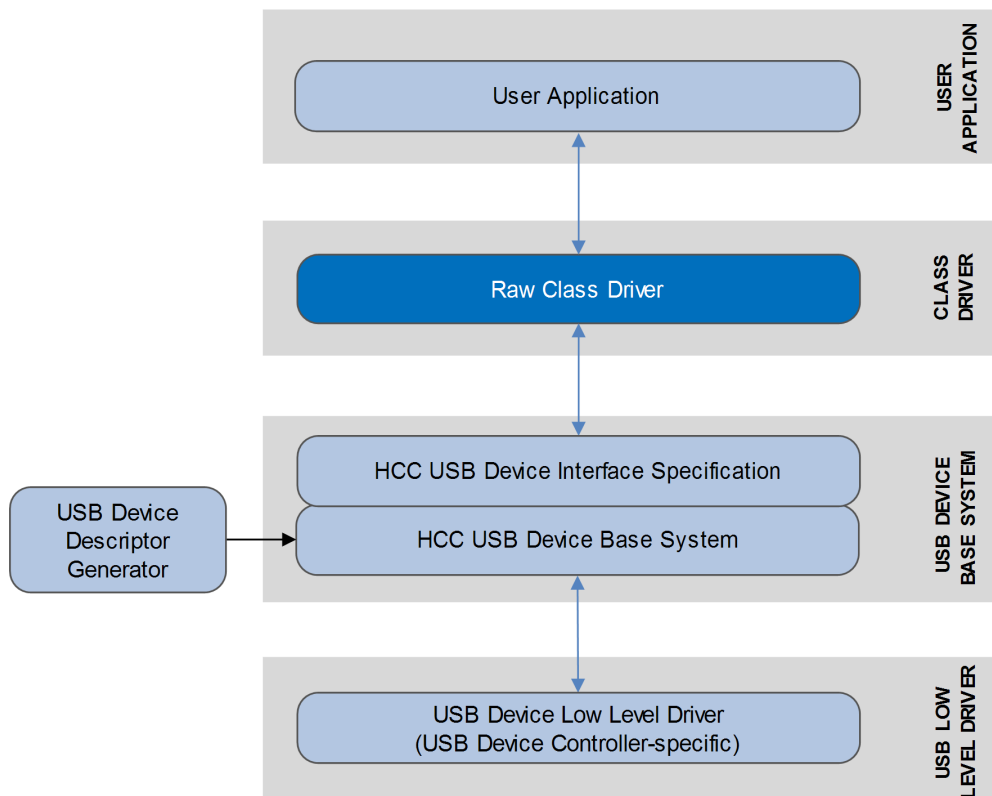 User Application
USER
APPLICATION
Raw Class Driver
CLASS
DRIVER
HCC USB Device Interface Specification
HCC USB Device Base System
USB DEVICE
BASE SYSTEM
USB Device
Descriptor
Generator
USB Device Low Level Driver
(USB Device Controller-specific)
USB LOW
LEVEL DRIVER